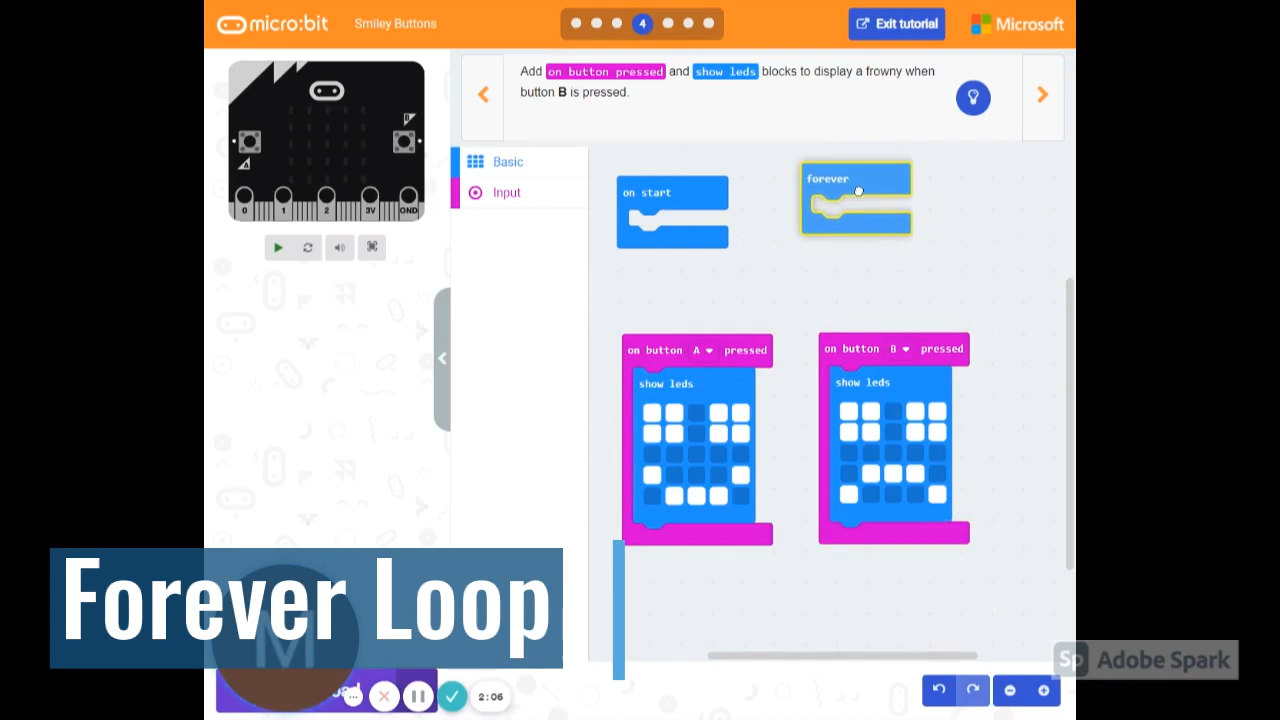 micro:bit
Smiley Buttons
4
Exit tutorial
Microsoft
Add on button pressed and show leds blocks to display a frowny when
button B is pressed.
Basic
Input
B
A
0 1 2 3V GND
on start
forever
on button A pressed
show leds
on button B pressed
show leds
Forever Loop
M
2:06
Sp Adobe Spark